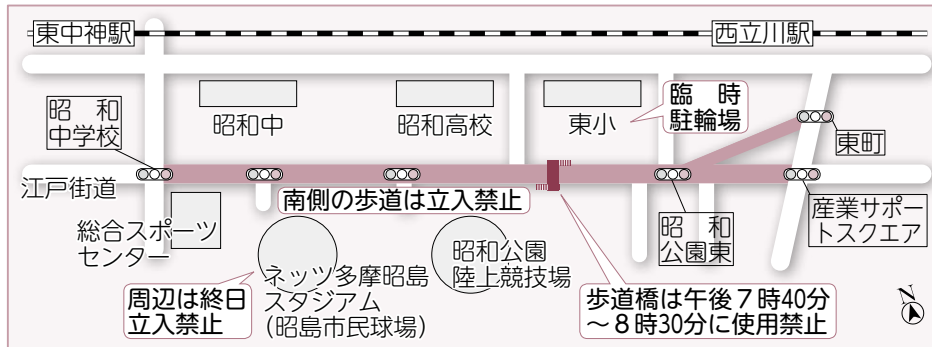 東中神駅
西立川駅
昭和
中学校
昭和中
昭和高校
東小
臨時
駐輪場
東町
江戸街道
南側の歩道は立入禁止
総合スポーツ
センター
昭和
公園東
産業サポー
トスクエア
ネッツ多摩昭島
スタジアム
(昭島市民球場)
昭和公園
陸上競技場
周辺は終日
立入禁止
歩道橋は午後7時40分
~8時30分に使用禁止
N